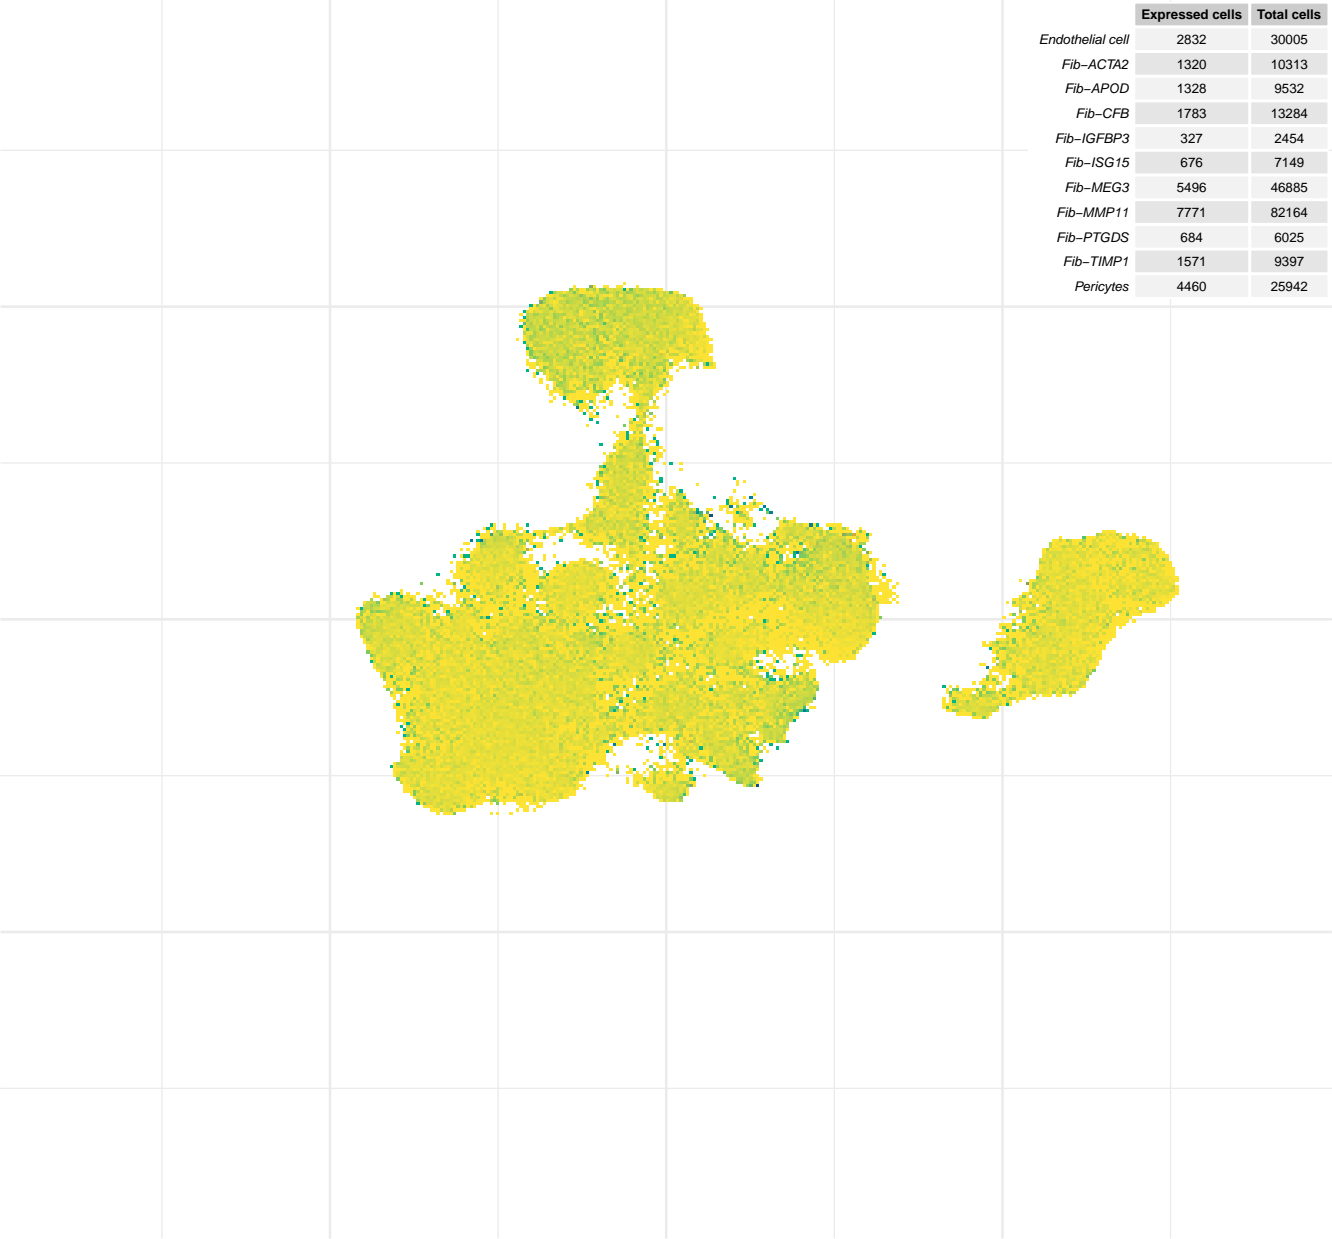 Expressed cells Total cells
Endothelial cell 2832 30005
Fib−ACTA2 1320 10313
Fib−APOD 1328 9532
Fib−CFB 1783 13284
Fib−IGFBP3 327 2454
Fib−ISG15 676 7149
Fib−MEG3 5496 46885
Fib−MMP11 7771 82164
Fib−PTGDS 684 6025
Fib−TIMP1 1571 9397
Pericytes 4460 25942